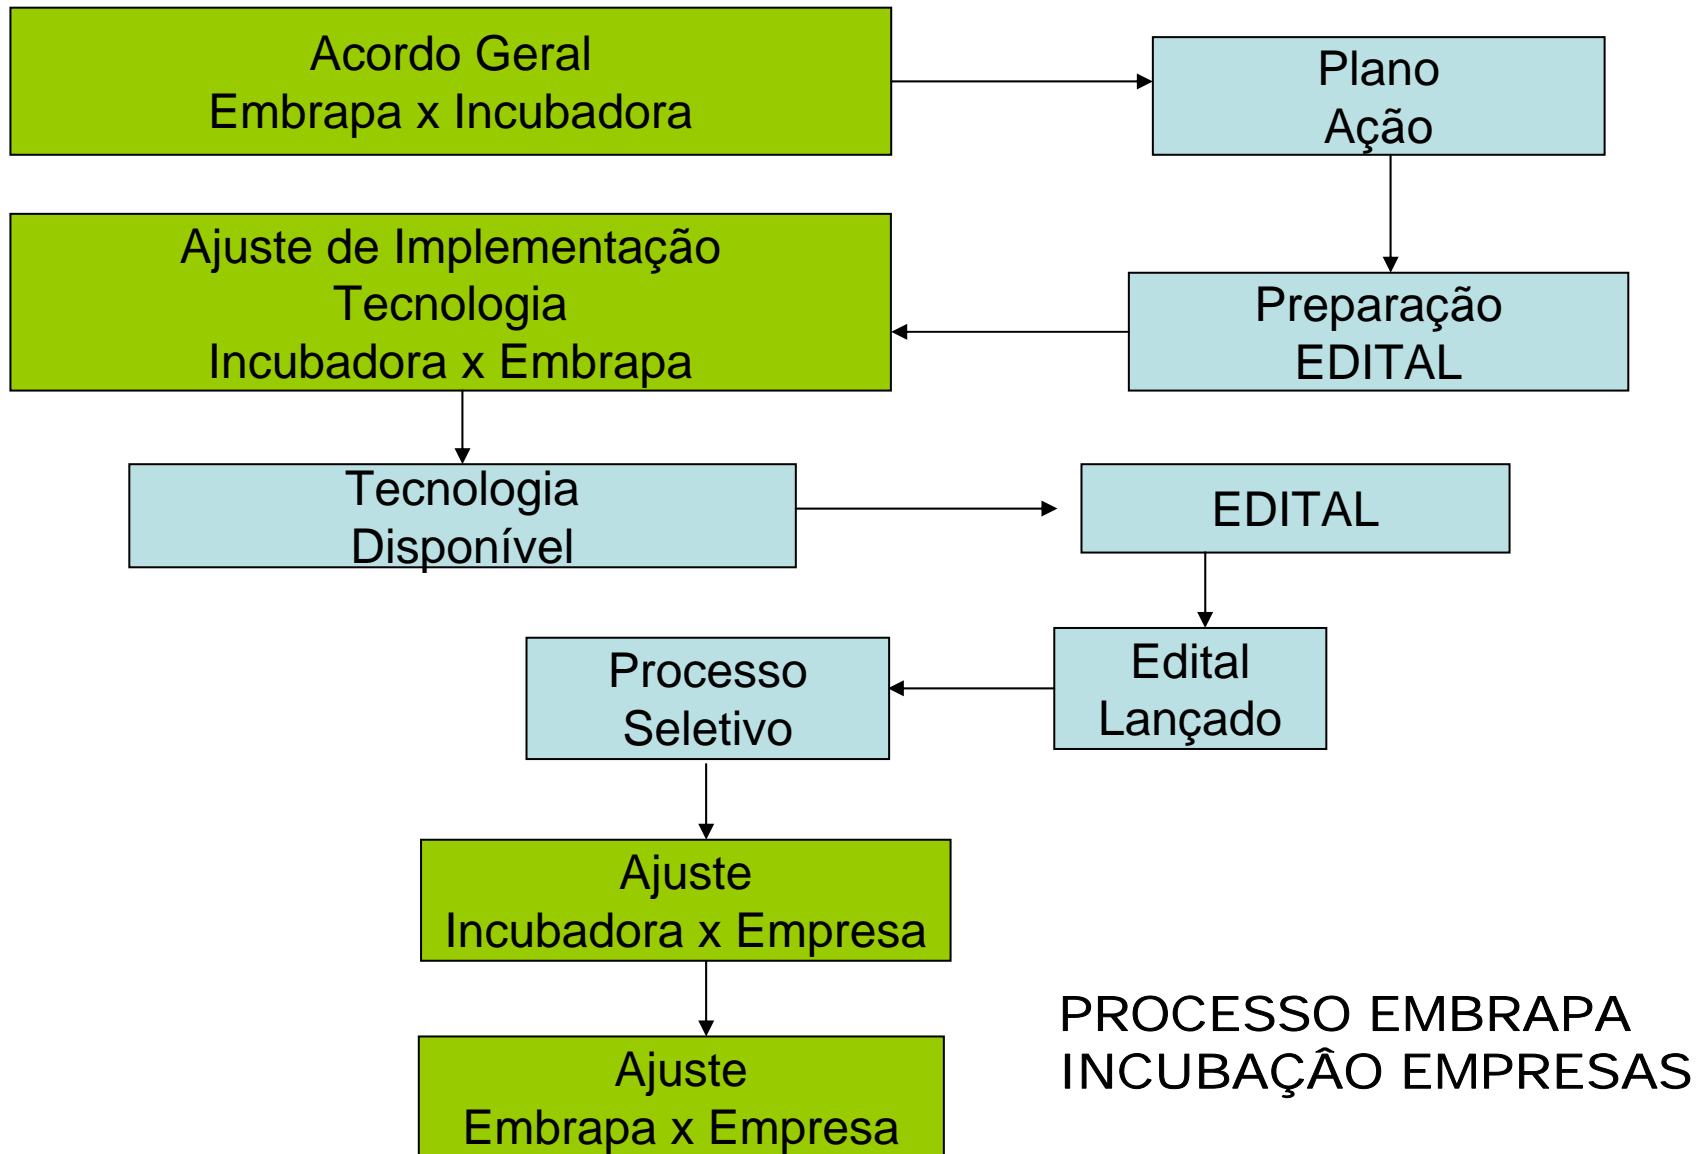 Acordo Geral
Embrapa x Incubadora
Plano
Ação
Ajuste de Implementação
Tecnologia
Incubadora x Embrapa
Preparação
EDITAL
Tecnologia
Disponível
EDITAL
Edital
Lançado
Processo
Seletivo
Ajuste
Incubadora x Empresa
Ajuste
Embrapa x Empresa
PROCESSO EMBRAPA
INCUBAÇÂO EMPRESAS